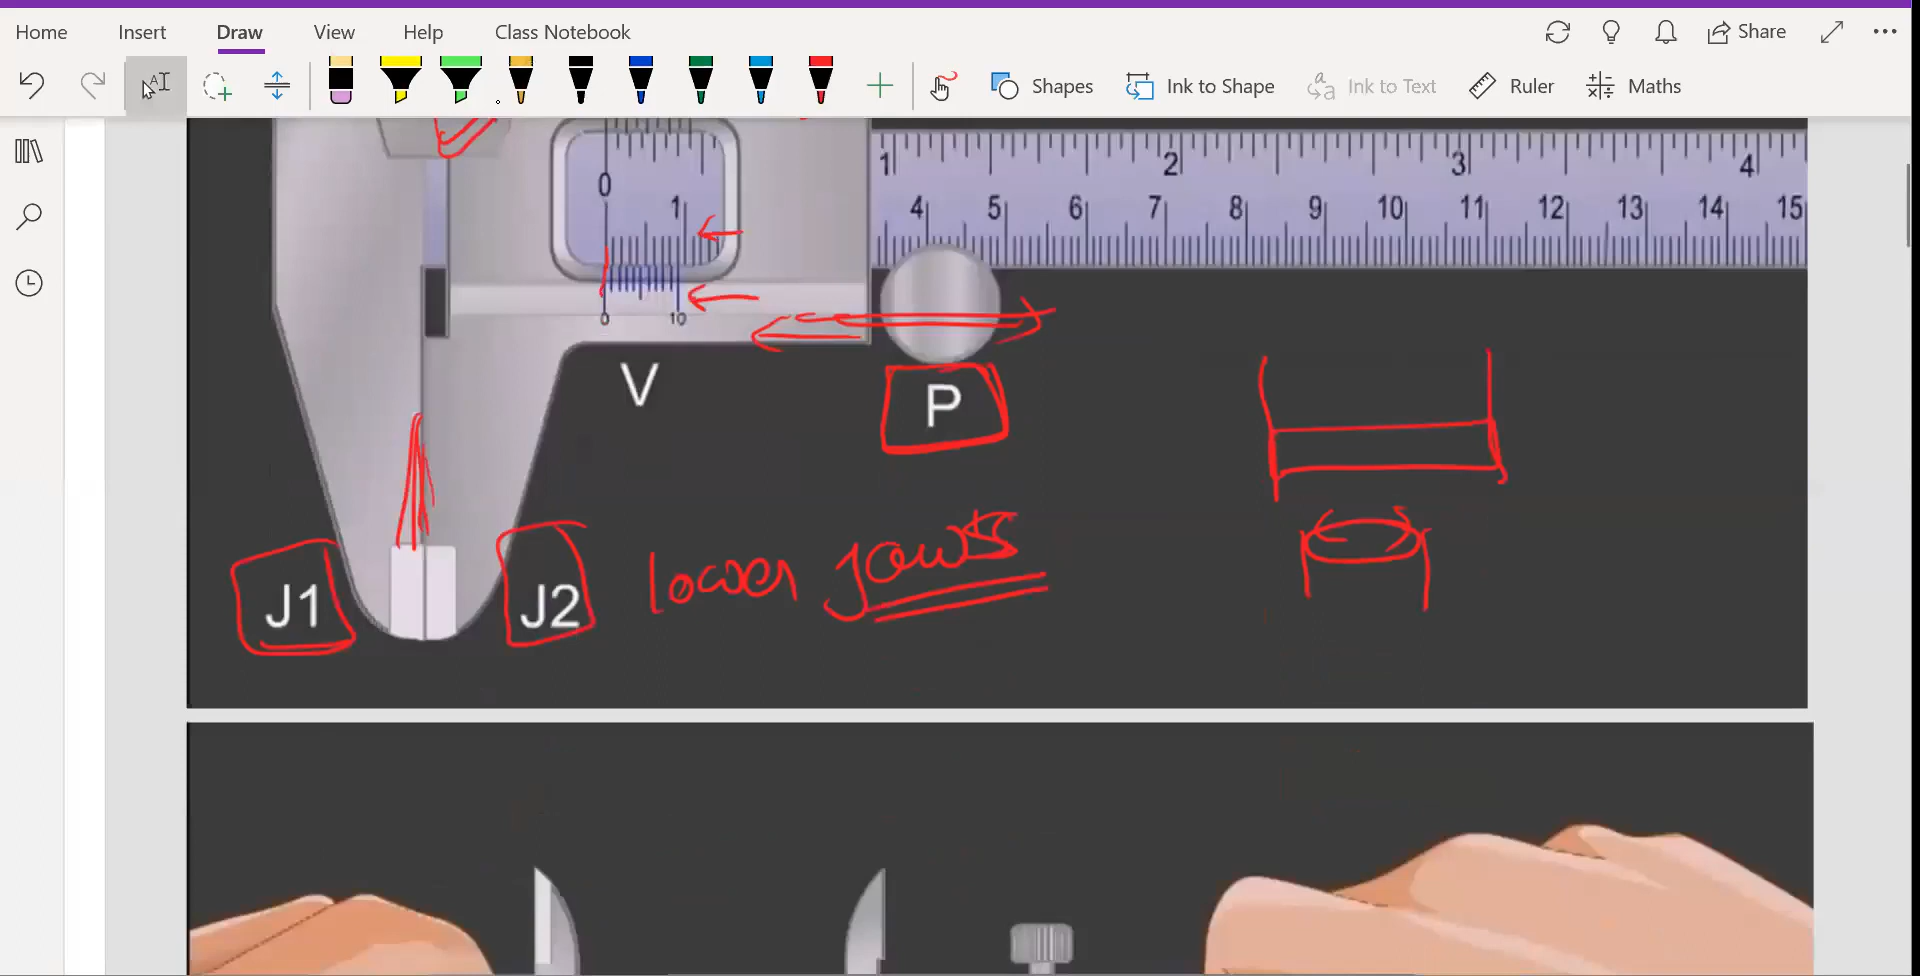 Home Insert Draw View Help Class Notebook Share
Shapes Ink to Shape Ink to Text Ruler Maths
1 2 3 4
0
1 4 5 6 7 8 9 10 11 12 13 14 15
0 10
V
P
J1 J2 lower jaws